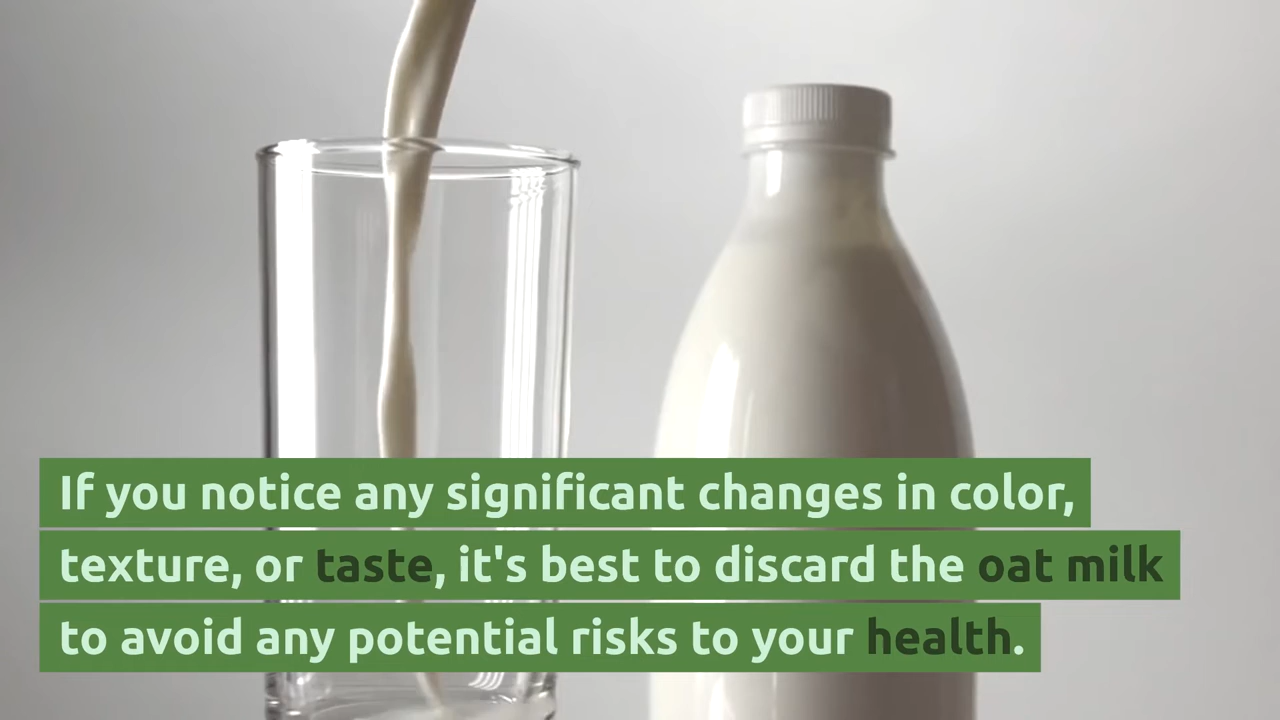 If you notice any significant changes in color,
texture, or taste, it's best to discard the oat milk
to avoid any potential risks to your health.